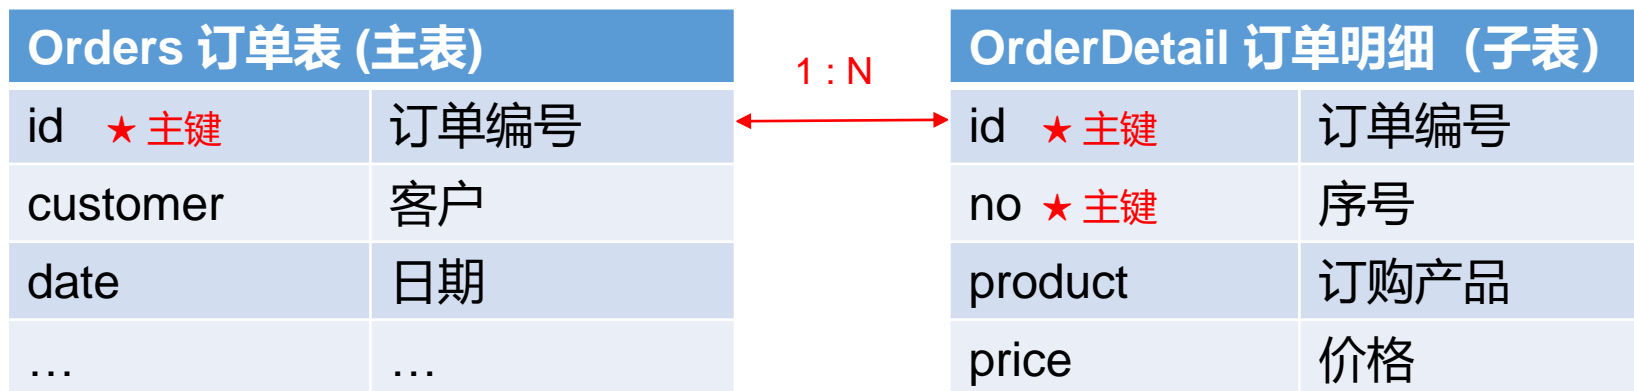 Orders 订单表 (主表)
id ★ 主键 订单编号
customer 客户
date 日期
… …
1 : N
OrderDetail 订单明细（子表）
id ★ 主键 订单编号
no ★ 主键 序号
product 订购产品
price 价格